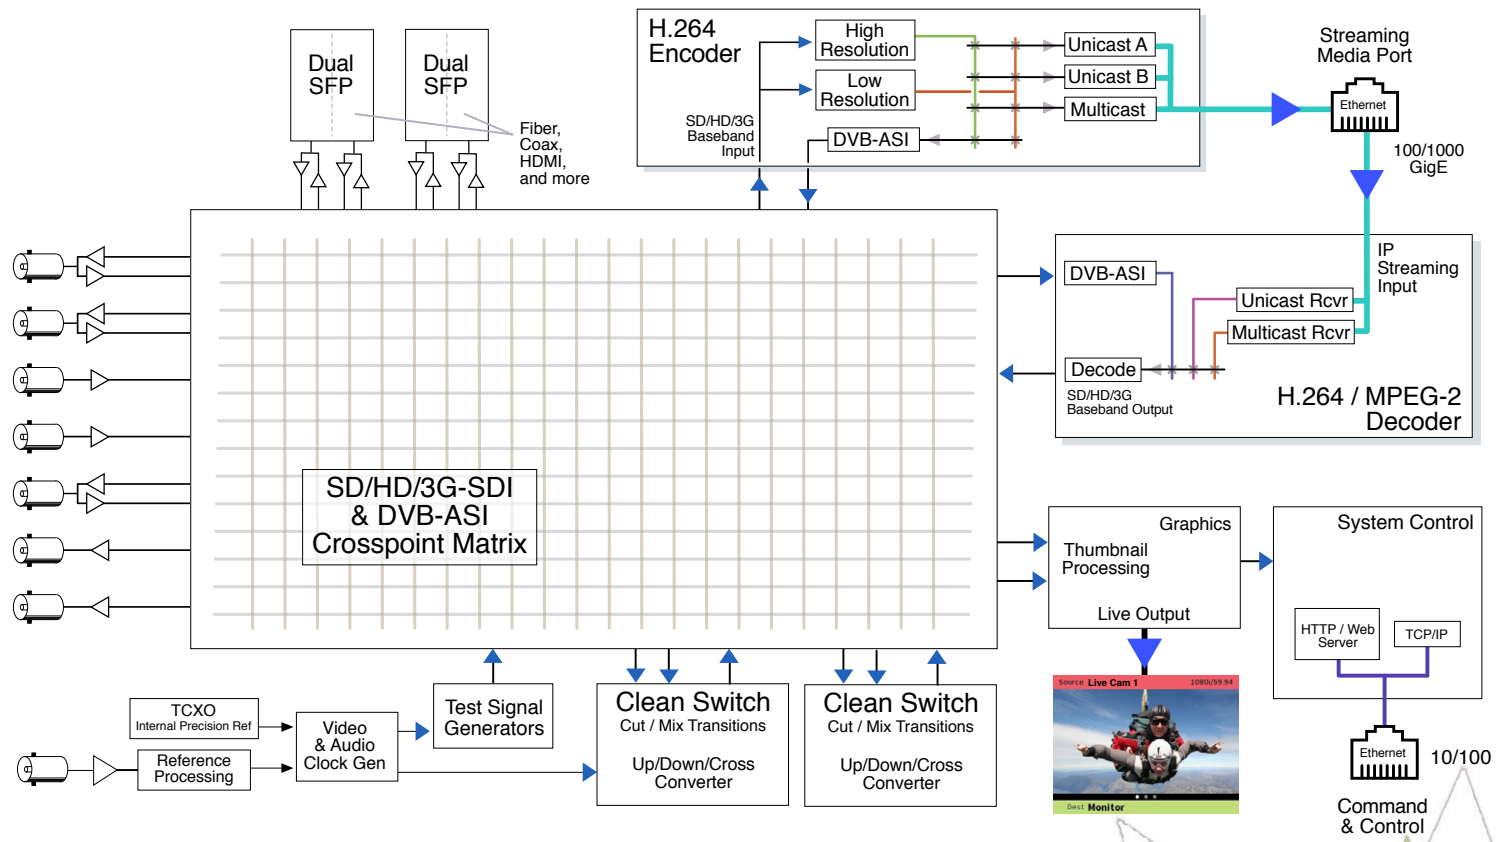 Dual
SFP
Dual
SFP
Fiber,
Coax,
HDMI,
and more
H.264
Encoder
High
Resolution
Low
Resolution
SD/HD/3G
Baseband
Input
DVB-ASI
Unicast A
Unicast B
Multicast
Streaming
Media Port
Ethernet
100/1000
GigE
IP
Streaming
Input
DVB-ASI
Unicast Rcvr
Multicast Rcvr
Decode
SD/HD/3G
Baseband Output
H.264 / MPEG-2
Decoder
SD/HD/3G-SDI
& DVB-ASI
Crosspoint Matrix
Graphics
Thumbnail
Processing
Live Output
System Control
HTTP / Web
Server
TCP/IP
Source Live Cam 1 1080i/59.94
Dest Monitor
Ethernet
10/100
Command
& Control
TCXO
Internal Precision Ref
Reference
Processing
Video
& Audio
Clock Gen
Test Signal
Generators
Clean Switch
Cut / Mix Transitions
Up/Down/Cross
Converter
Clean Switch
Cut / Mix Transitions
Up/Down/Cross
Converter